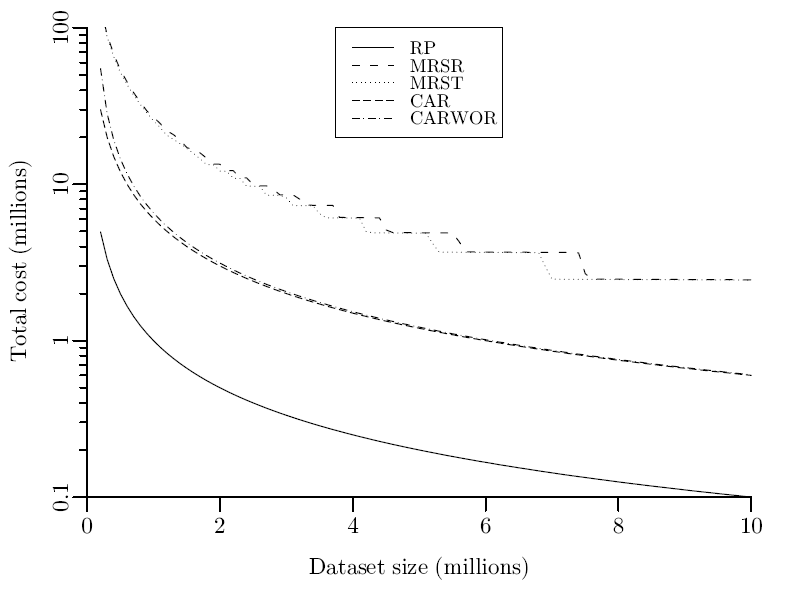 100
10
1
0.1
Total cost (millions)
RP
MRSR
MRST
CAR
CARWOR
0 2 4 6 8 10
Dataset size (millions)